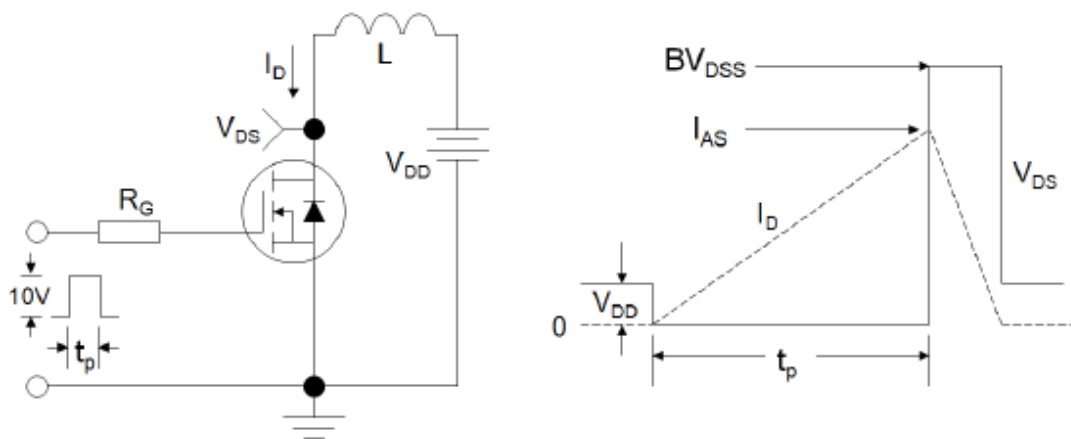 L
I_D
V_DS
V_DD
R_G
10V
t_p
BV_DSS
I_AS
V_DS
I_D
V_DD
0
t_p